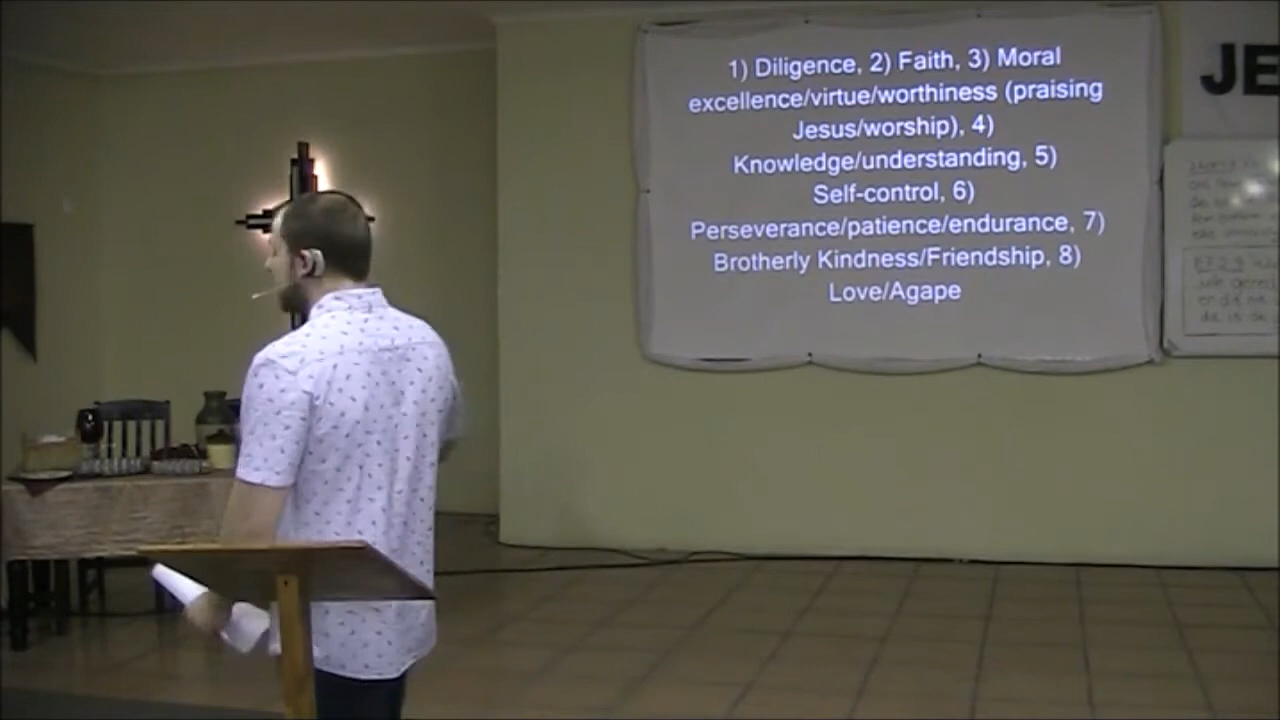 1) Diligence, 2) Faith, 3) Moral
excellence/virtue/worthiness (praising
Jesus/worship), 4)
Knowledge/understanding, 5)
Self-control, 6)
Perseverance/patience/endurance, 7)
Brotherly Kindness/Friendship, 8)
Love/Agape
JE